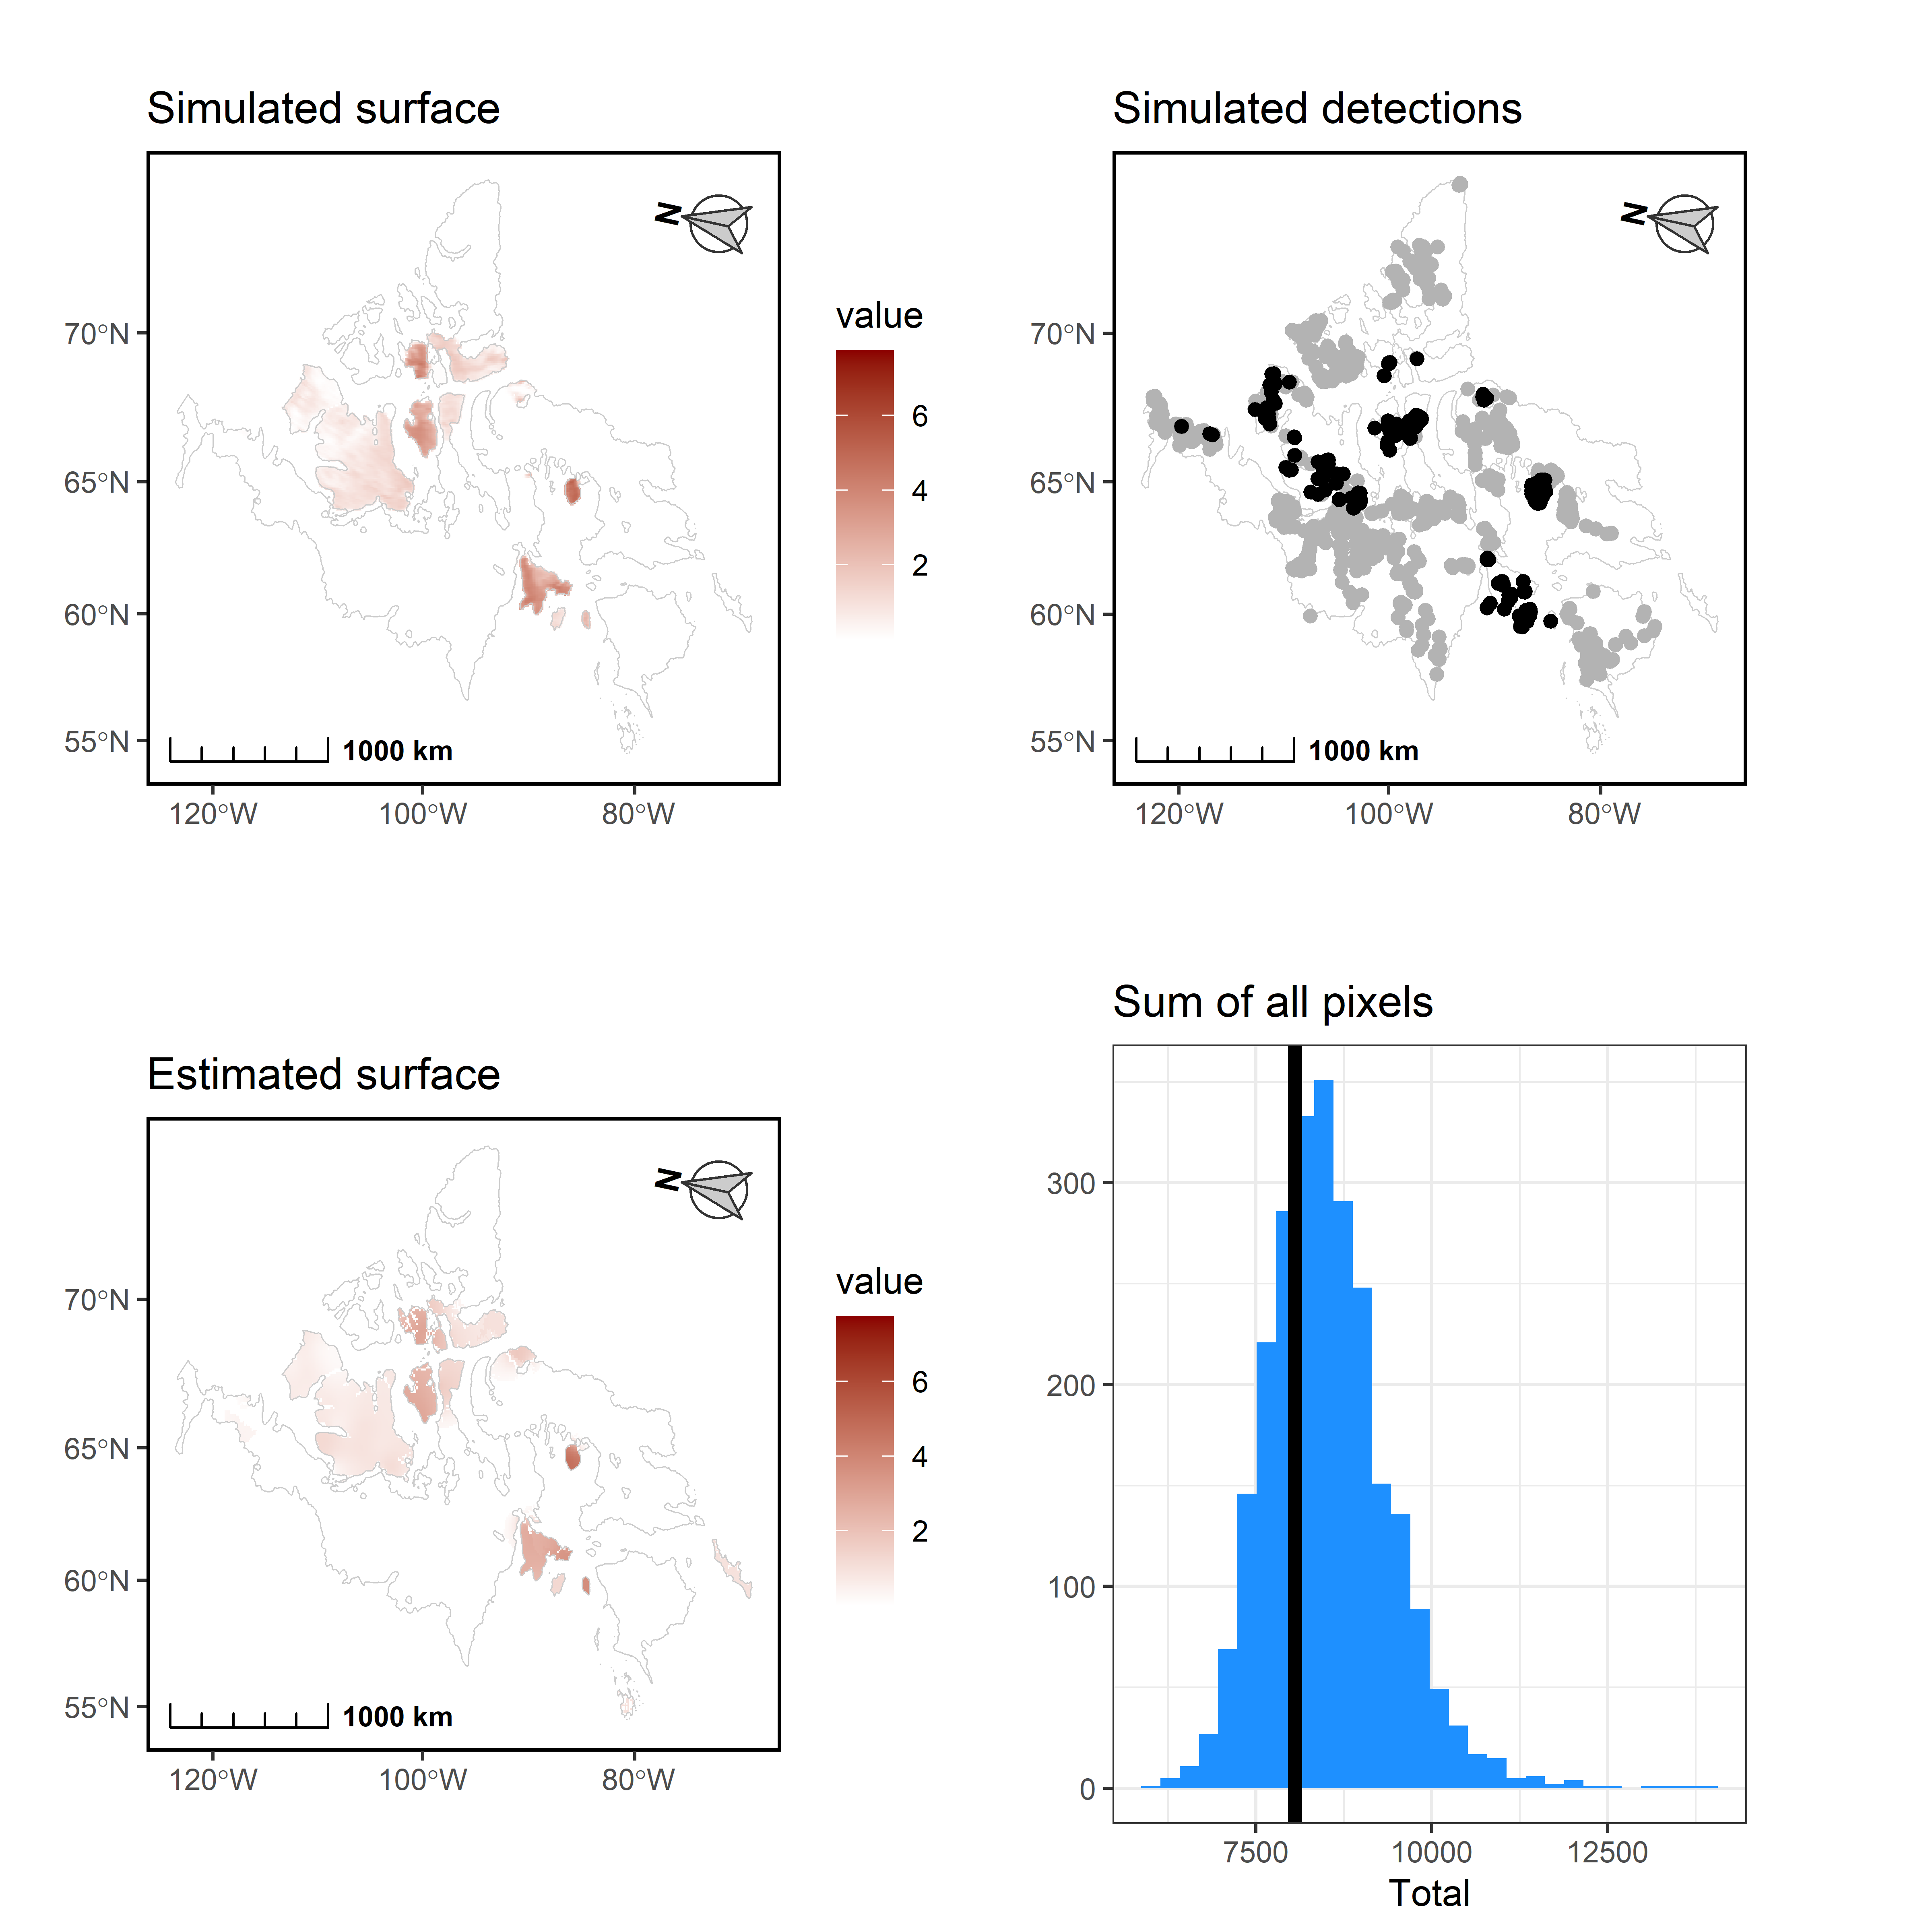 Simulated surface
N
70°N
65°N
60°N
55°N
1000 km
120°W 100°W 80°W
value
6
4
2
Simulated detections
N
70°N
65°N
60°N
55°N
1000 km
120°W 100°W 80°W
Estimated surface
N
70°N
65°N
60°N
55°N
1000 km
120°W 100°W 80°W
value
6
4
2
Sum of all pixels
300
200
100
0
7500 10000 12500
Total